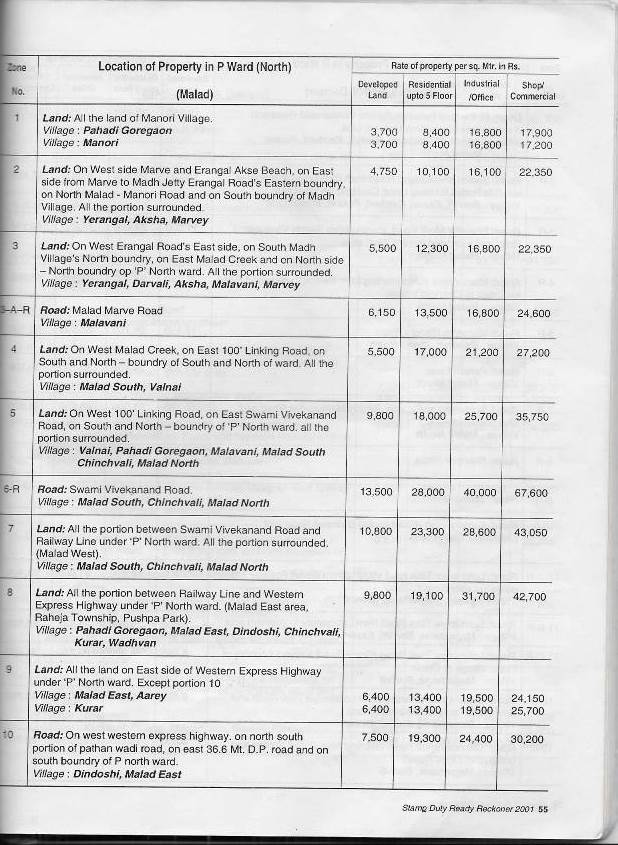 Zone Location of Property in P Ward (North) Rate of property per sq. Mtr. in Rs.
No. (Malad) Developed Land Residential upto 5 Floor Industrial /Office Shop/ Commercial
1 Land: All the land of Manori Village.
Village : Pahadi Goregaon 3,700 8,400 16,800 17,900
Village : Manori 3,700 8,400 16,800 17,200
2 Land: On West side Marve and Erangal Akse Beach, on East 4,750 10,100 16,100 22,350
side from Marve to Madh Jetty Erangal Road's Eastern boundry,
on North Malad - Manori Road and on South boundry of Madh
Village. All the portion surrounded.
Village : Yerangal, Aksha, Marvey
3 Land: On West Erangal Road's East side, on South Madh 5,500 12,300 16,800 22,350
Village's North boundry, on East Malad Creek and on North side
– North boundry op 'P' North ward. All the portion surrounded.
Village : Yerangal, Darvali, Aksha, Malavani, Marvey
3-A-R Road: Malad Marve Road 6,150 13,500 16,800 24,600
Village : Malavani
4 Land: On West Malad Creek, on East 100' Linking Road, on 5,500 17,000 21,200 27,200
South and North – boundry of South and North of ward. All the
portion surrounded.
Village : Malad South, Valnai
5 Land: On West 100' Linking Road, on East Swami Vivekanand 9,800 18,000 25,700 35,750
Road, on South and North – boundry of 'P' North ward. all the
portion surrounded.
Village : Valnai, Pahadi Goregaon, Malavani, Malad South
Chinchvali, Malad North
6-R Road: Swami Vivekanand Road. 13,500 28,000 40,000 67,600
Village : Malad South, Chinchvali, Malad North
7 Land: All the portion between Swami Vivekanand Road and 10,800 23,300 28,600 43,050
Railway Line under 'P' North ward. All the portion surrounded.
(Malad West).
Village : Malad South, Chinchvali, Malad North
8 Land: All the portion between Railway Line and Western 9,800 19,100 31,700 42,700
Express Highway under 'P' North ward. (Malad East area,
Raheja Township, Pushpa Park).
Village : Pahadi Goregaon, Malad East, Dindoshi, Chinchvali,
Kurar, Wadhvan
9 Land: All the land on East side of Western Express Highway
under 'P' North ward. Except portion 10
Village : Malad East, Aarey 6,400 13,400 19,500 24,150
Village : Kurar 6,400 13,400 19,500 25,700
10 Road: On west western express highway. on north south 7,500 19,300 24,400 30,200
portion of pathan wadi road, on east 36.6 Mt. D.P. road and on
south boundry of P north ward.
Village : Dindoshi, Malad East
Stamp Duty Ready Reckoner 2001 55